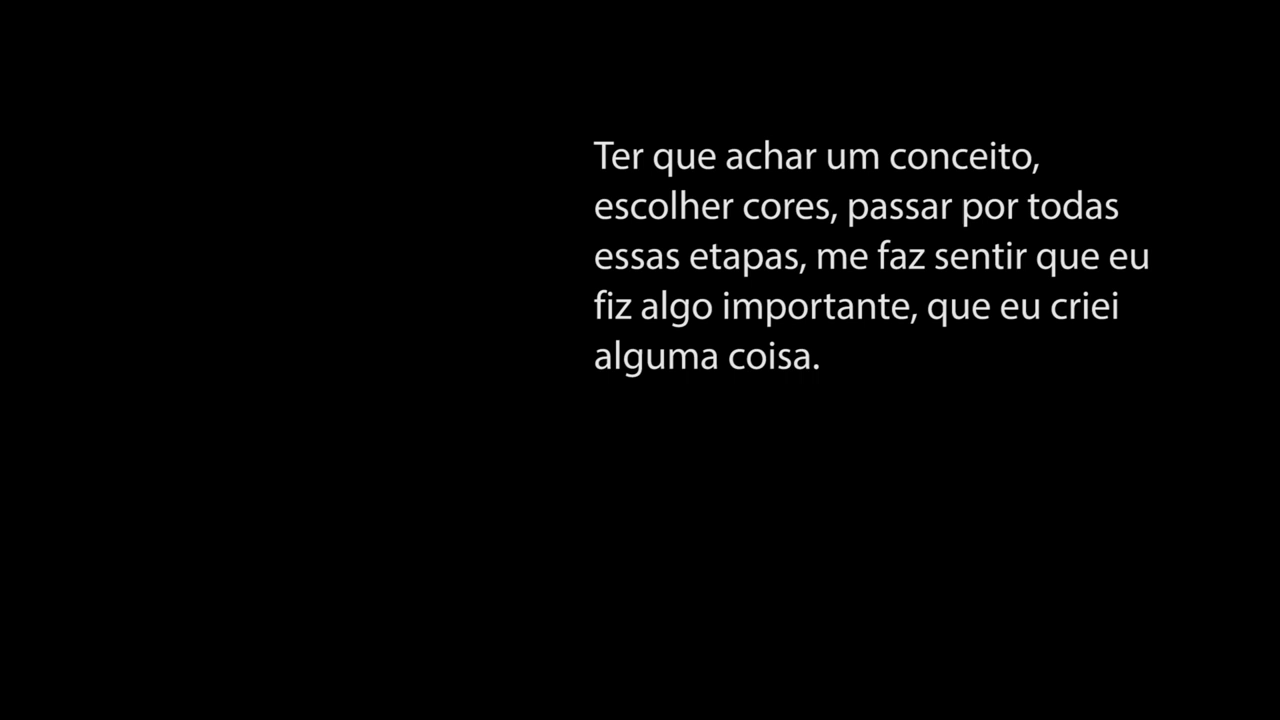 Ter que achar um conceito,
escolher cores, passar por todas
essas etapas, me faz sentir que eu
fiz algo importante, que eu criei
alguma coisa.